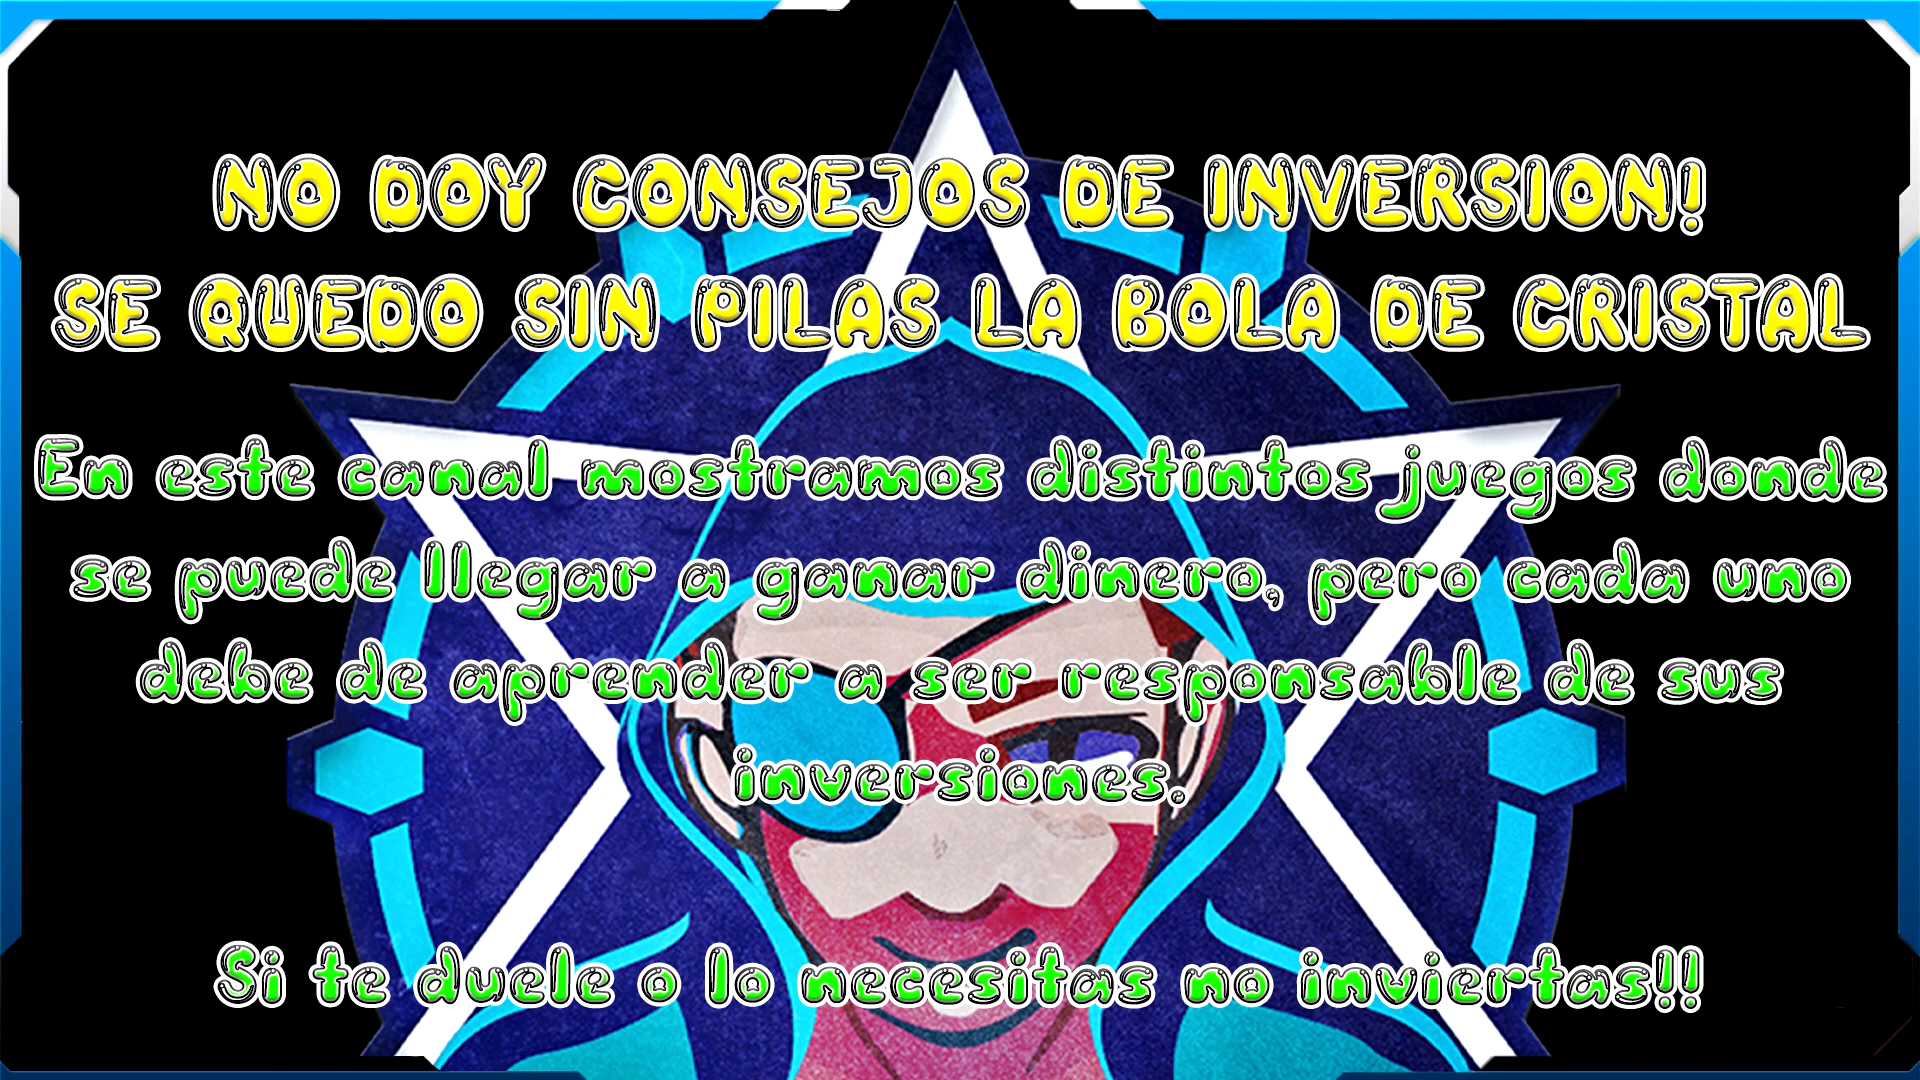 NO DOY CONSEJOS DE INVERSION!
SE QUEDO SIN PILAS LA BOLA DE CRISTAL
En este canal mostramos distintos juegos donde
se puede llegar a ganar dinero, pero cada uno
debe de aprender a ser responsable de sus
inversiones.
Si te duele o lo necesitas no inviertas!!